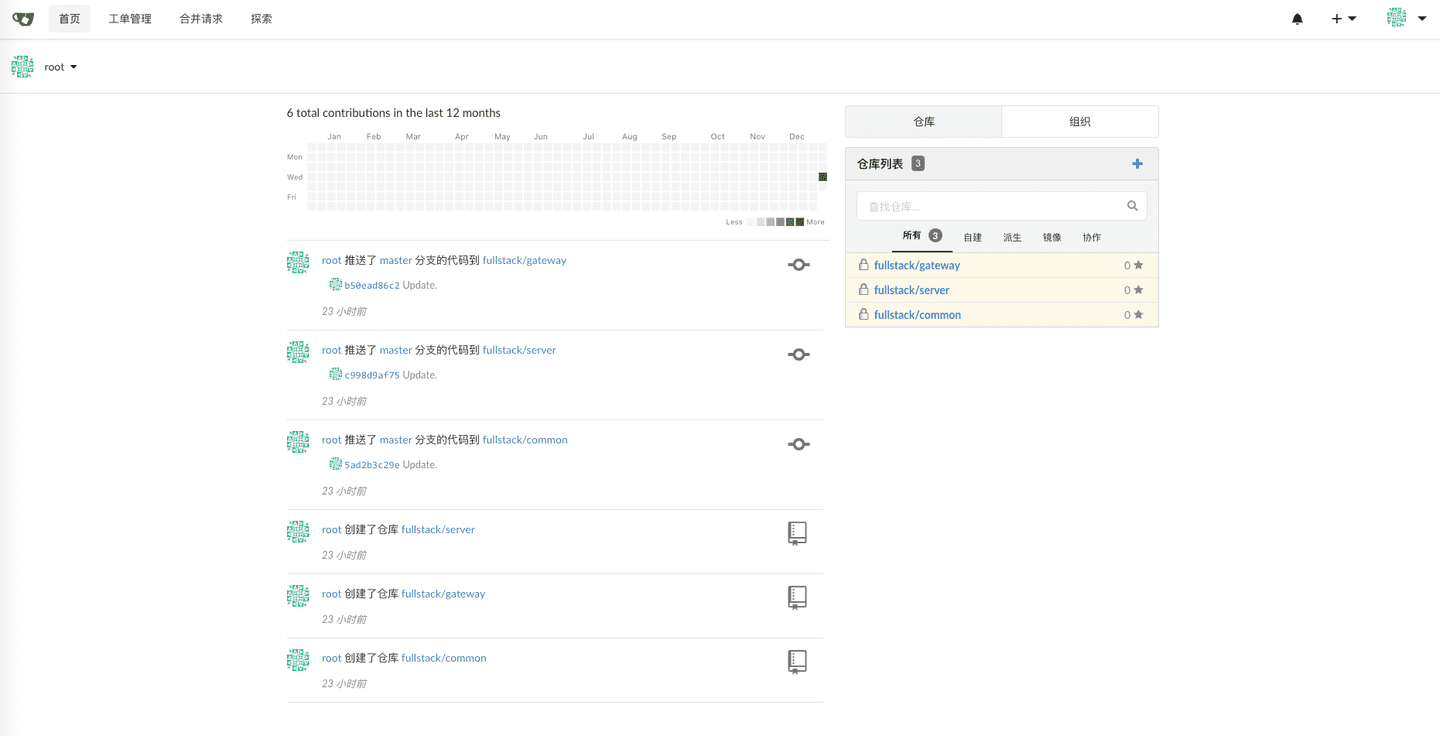 首页 工单管理 合并请求 探索
root
6 total contributions in the last 12 months
Jan Feb Mar Apr May Jun Jul Aug Sep Oct Nov Dec
Mon
Wed
Fri
Less More
root 推送了 master 分支的代码到 fullstack/gateway
b50ead86c2 Update.
23 小时前
root 推送了 master 分支的代码到 fullstack/server
c998d9af75 Update.
23 小时前
root 推送了 master 分支的代码到 fullstack/common
5ad2b3c29e Update.
23 小时前
root 创建了仓库 fullstack/server
23 小时前
root 创建了仓库 fullstack/gateway
23 小时前
root 创建了仓库 fullstack/common
23 小时前
仓库 组织
仓库列表 3
查找仓库...
所有 3 自建 派生 镜像 协作
fullstack/gateway 0
fullstack/server 0
fullstack/common 0